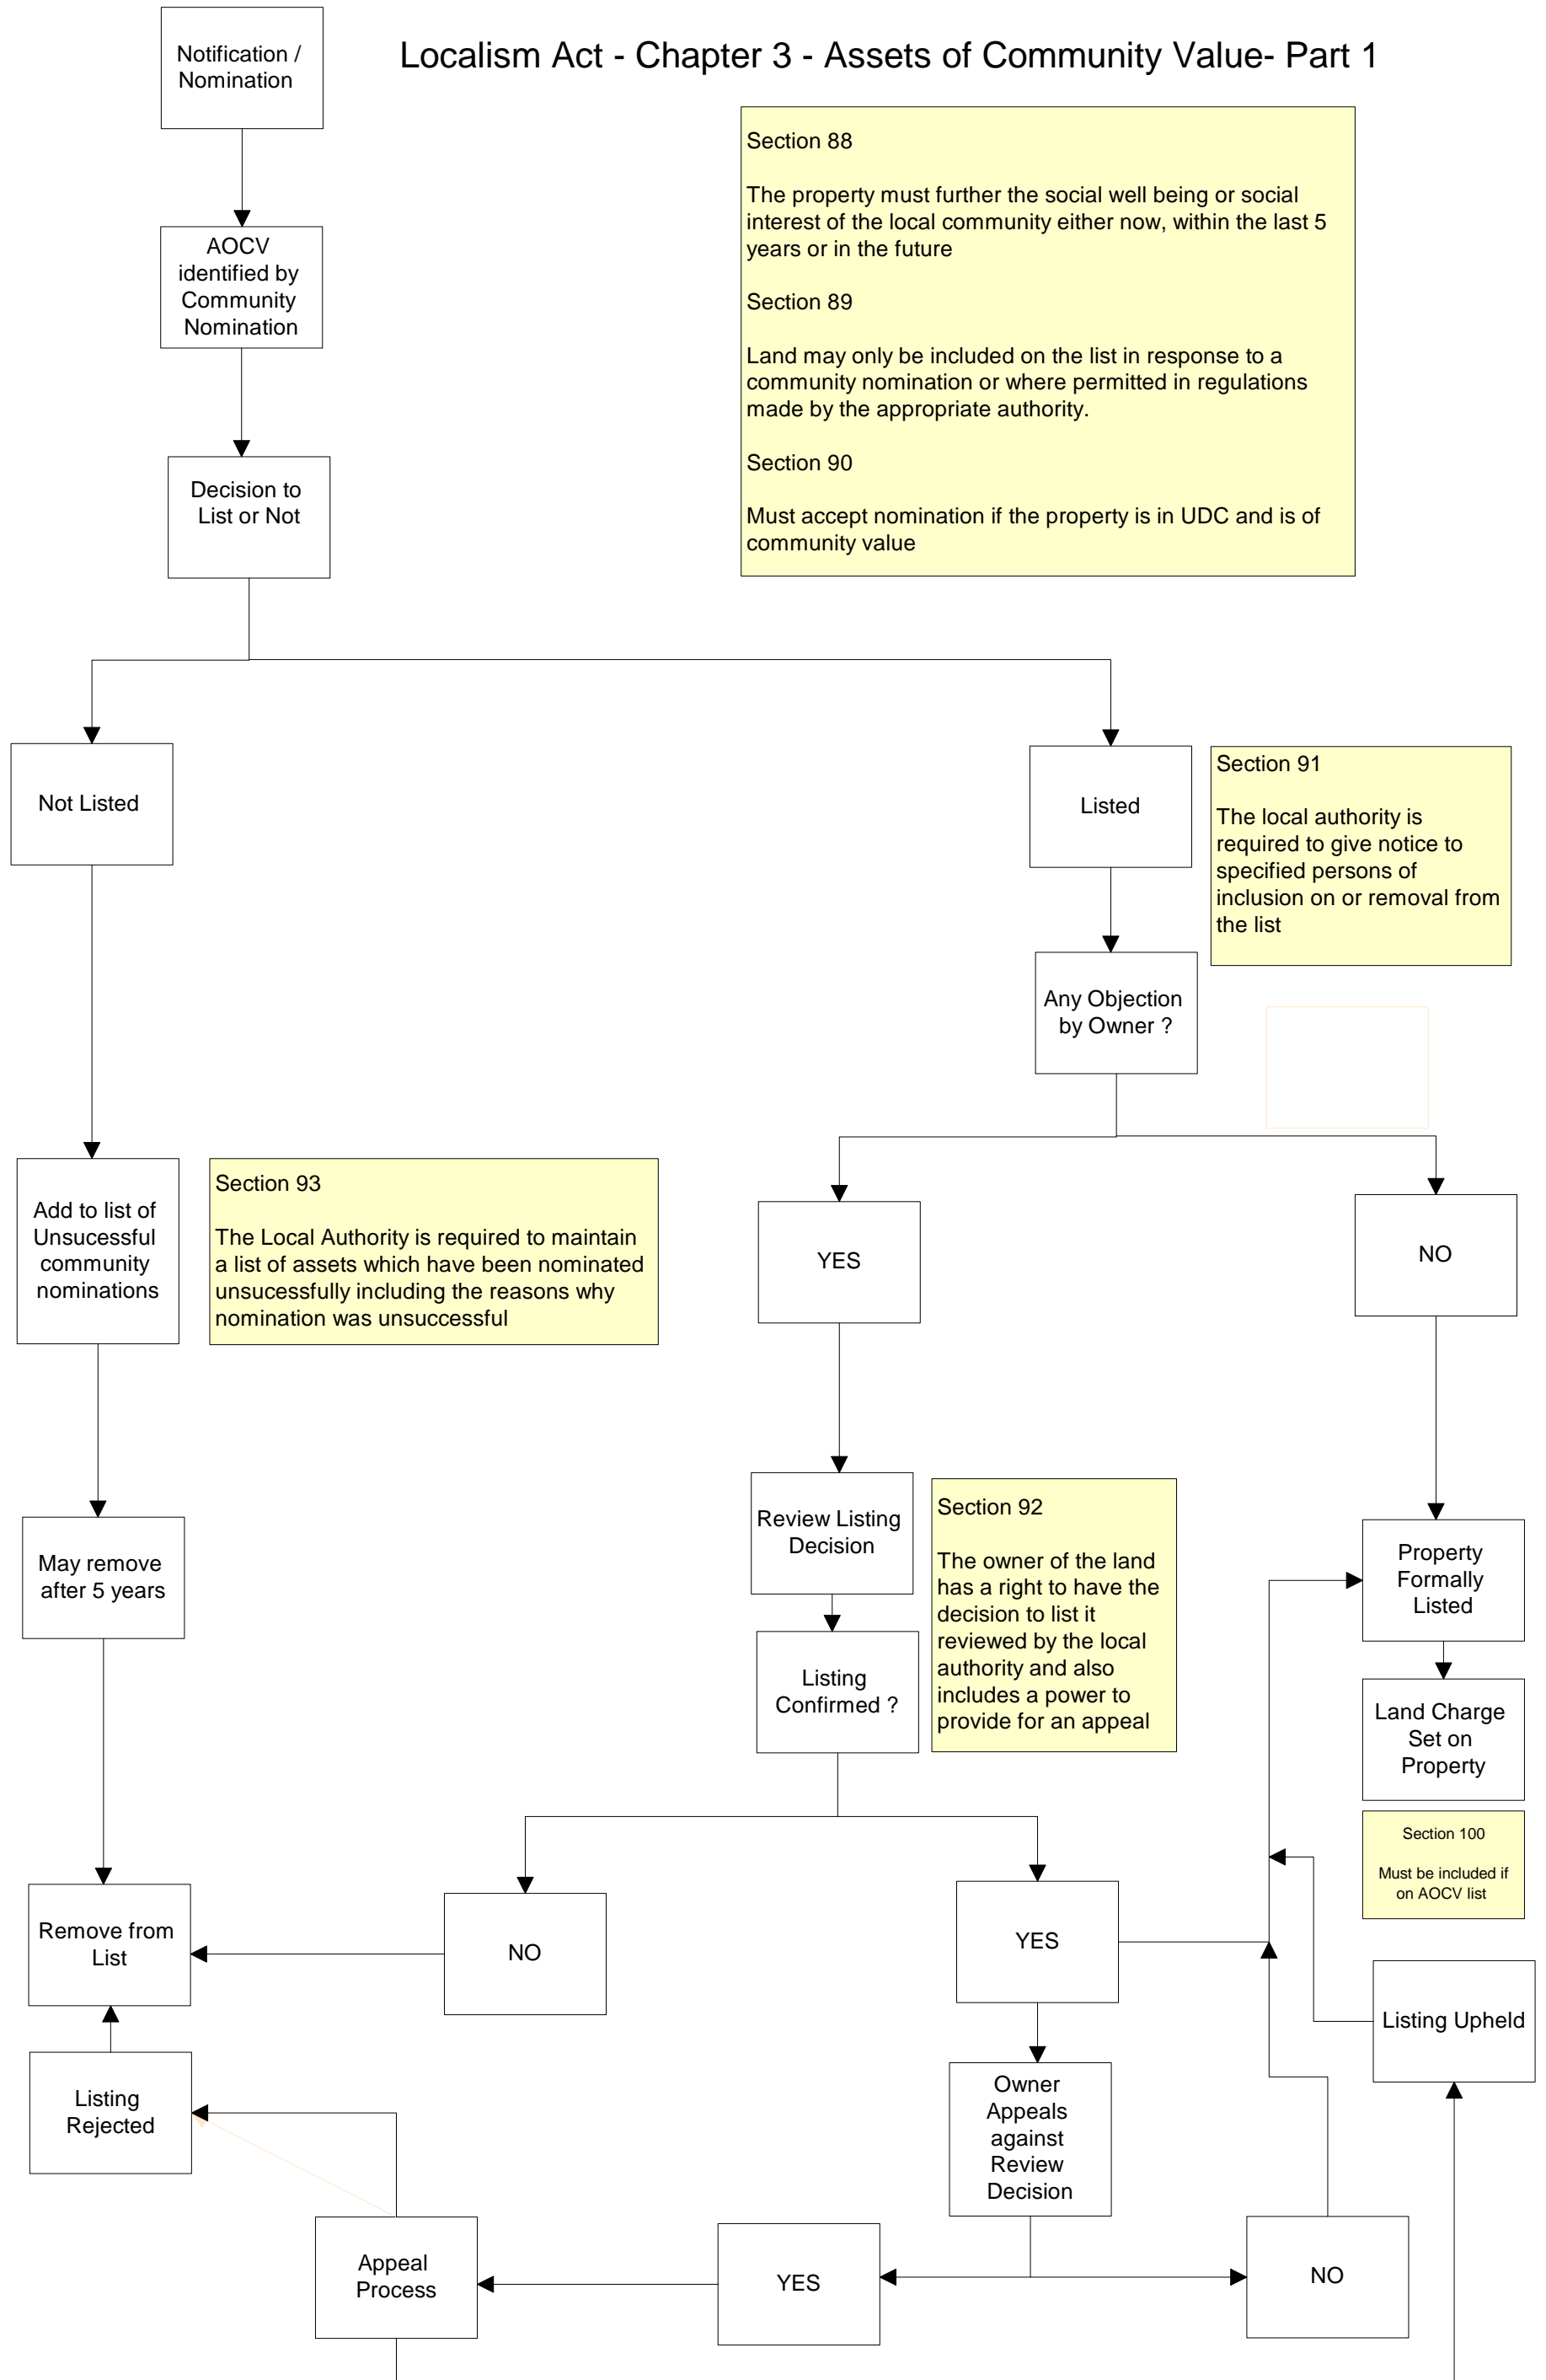 Notification /
Nomination
Localism Act - Chapter 3 - Assets of Community Value- Part 1
Section 88
The property must further the social well being or social
interest of the local community either now, within the last 5
years or in the future
Section 89
Land may only be included on the list in response to a
community nomination or where permitted in regulations
made by the appropriate authority.
Section 90
Must accept nomination if the property is in UDC and is of
community value
AOCV
identified by
Community
Nomination
Decision to
List or Not
Not Listed
Listed
Section 91
The local authority is
required to give notice to
specified persons of
inclusion on or removal from
the list
Any Objection
by Owner ?
Add to list of
Unsucessful
community
nominations
Section 93
The Local Authority is required to maintain
a list of assets which have been nominated
unsucessfully including the reasons why
nomination was unsuccessful
YES
NO
May remove
after 5 years
Review Listing
Decision
Section 92
The owner of the land
has a right to have the
decision to list it
reviewed by the local
authority and also
includes a power to
provide for an appeal
Property
Formally
Listed
Listing
Confirmed ?
Land Charge
Set on
Property
Section 100
Must be included if
on AOCV list
Remove from
List
NO
YES
Listing Upheld
Listing
Rejected
Owner
Appeals
against
Review
Decision
Appeal
Process
YES
NO